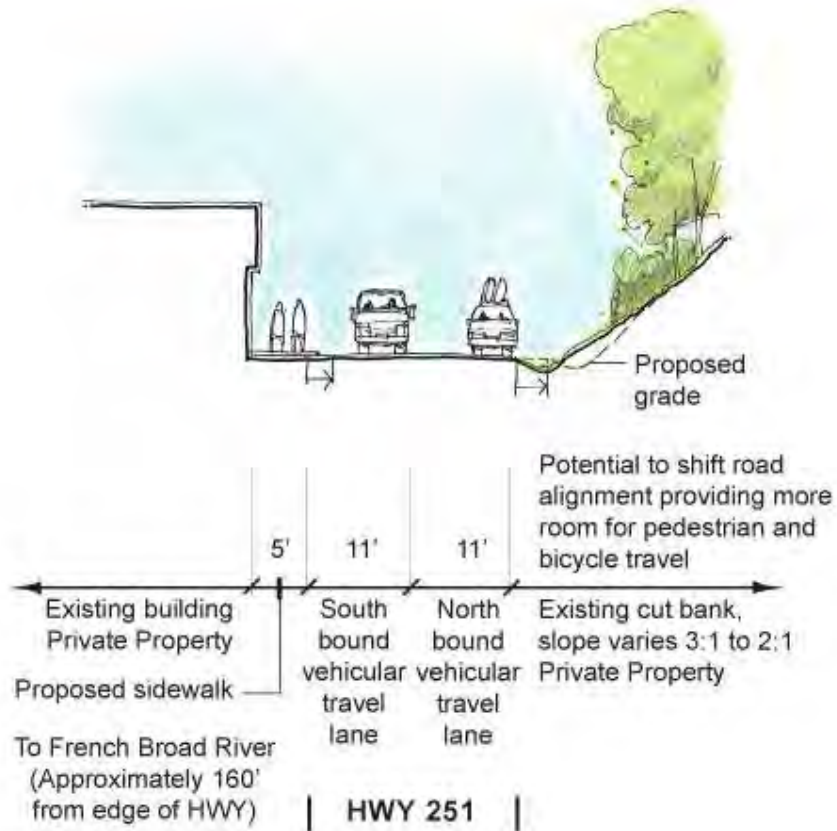 Proposed
grade
Potential to shift road
alignment providing more
room for pedestrian and
bicycle travel
5' 11' 11'
Existing building
Private Property
South
bound
vehicular
travel
lane
North
bound
vehicular
travel
lane
Existing cut bank,
slope varies 3:1 to 2:1
Private Property
Proposed sidewalk
To French Broad River
(Approximately 160'
from edge of HWY)
HWY 251